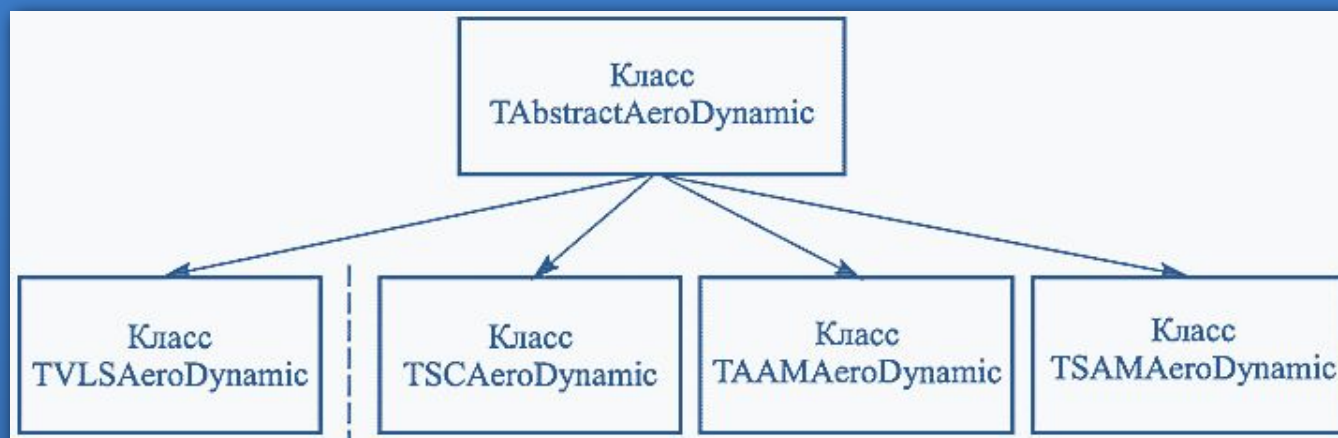 Класс
TAbstractAeroDynamic
Класс
TVLSAeroDynamic
Класс
TSCAeroDynamic
Класс
TAAMAeroDynamic
Класс
TSAMAeroDynamic